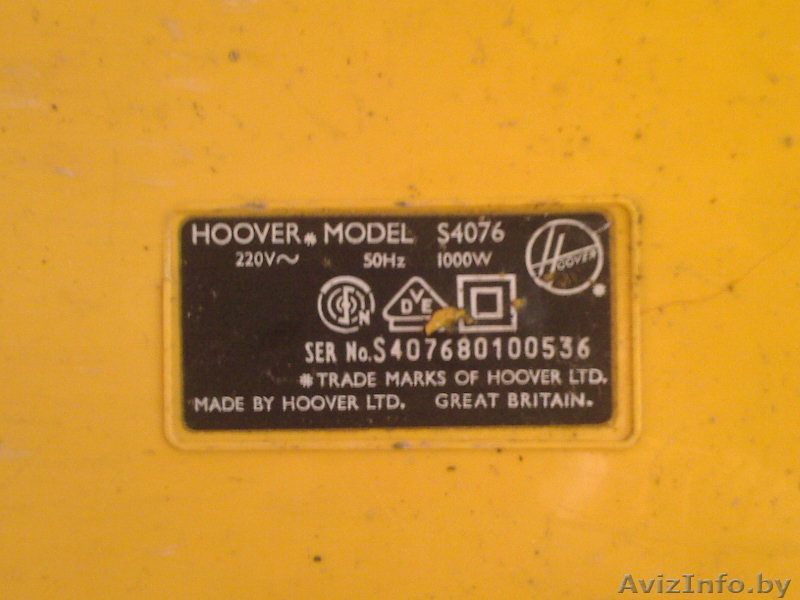 HOOVER* MODEL S4076
220V~ 50Hz 1000W
HOOVER
N DVE
SER No. S407680100536
*TRADE MARKS OF HOOVER LTD.
MADE BY HOOVER LTD. GREAT BRITAIN.
AvizInfo.by